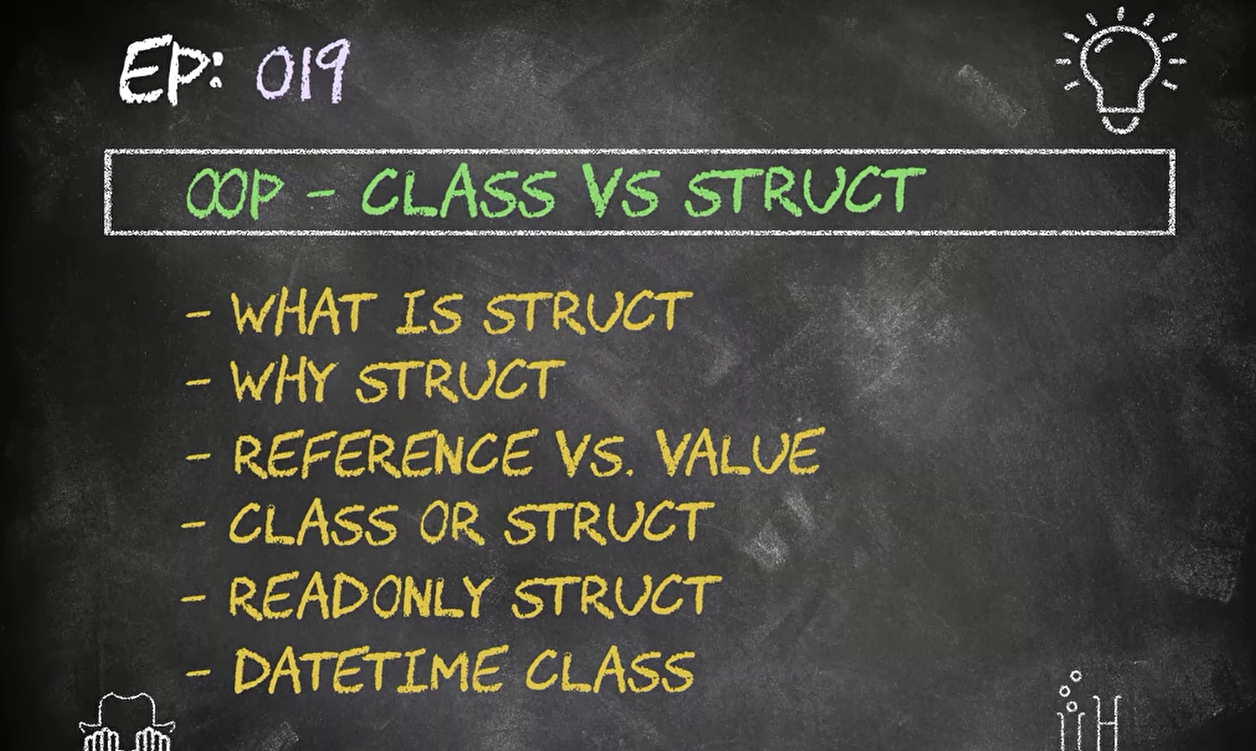 EP: 019
OOP - CLASS VS STRUCT
- WHAT IS STRUCT
- WHY STRUCT
- REFERENCE VS. VALUE
- CLASS OR STRUCT
- READONLY STRUCT
- DATETIME CLASS